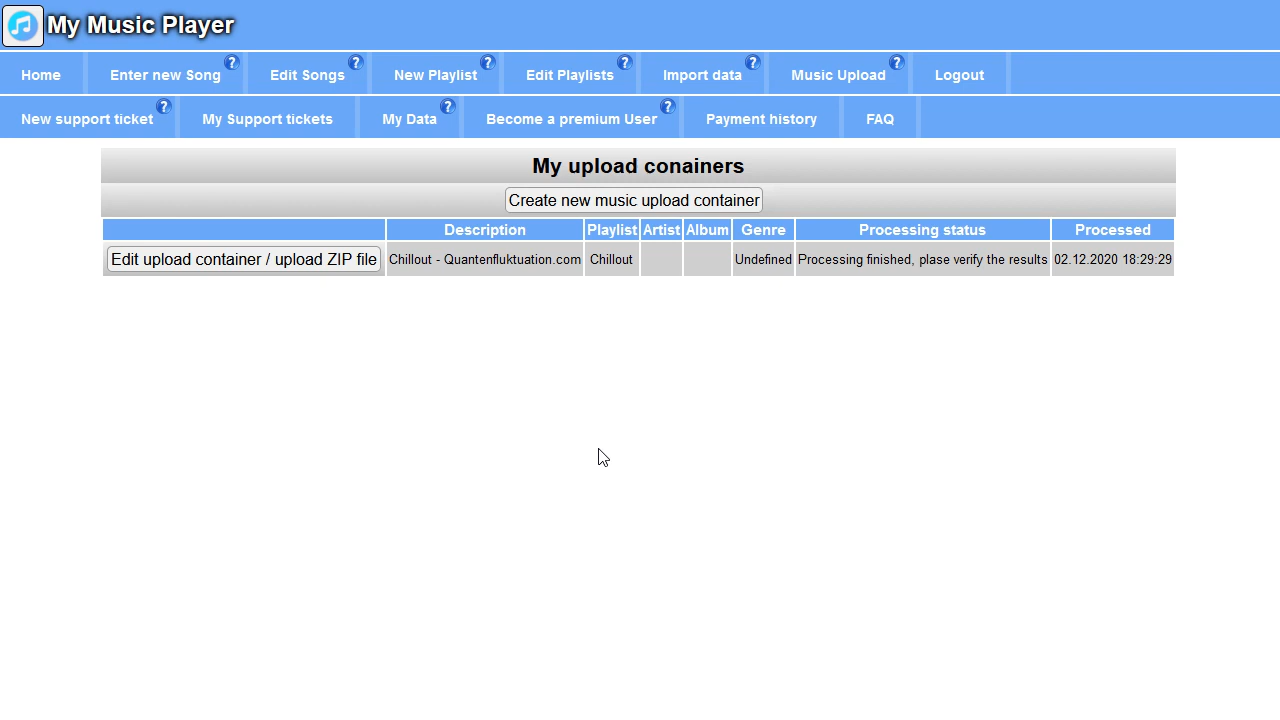 My Music Player
Home Enter new Song ? Edit Songs ? New Playlist ? Edit Playlists ? Import data ? Music Upload ? Logout
New support ticket ? My Support tickets My Data ? Become a premium User ? Payment history FAQ
My upload conainers
Create new music upload container
Description Playlist Artist Album Genre Processing status Processed
Edit upload container / upload ZIP file Chillout - Quantenfluktuation.com Chillout Undefined Processing finished, plase verify the results 02.12.2020 18:29:29